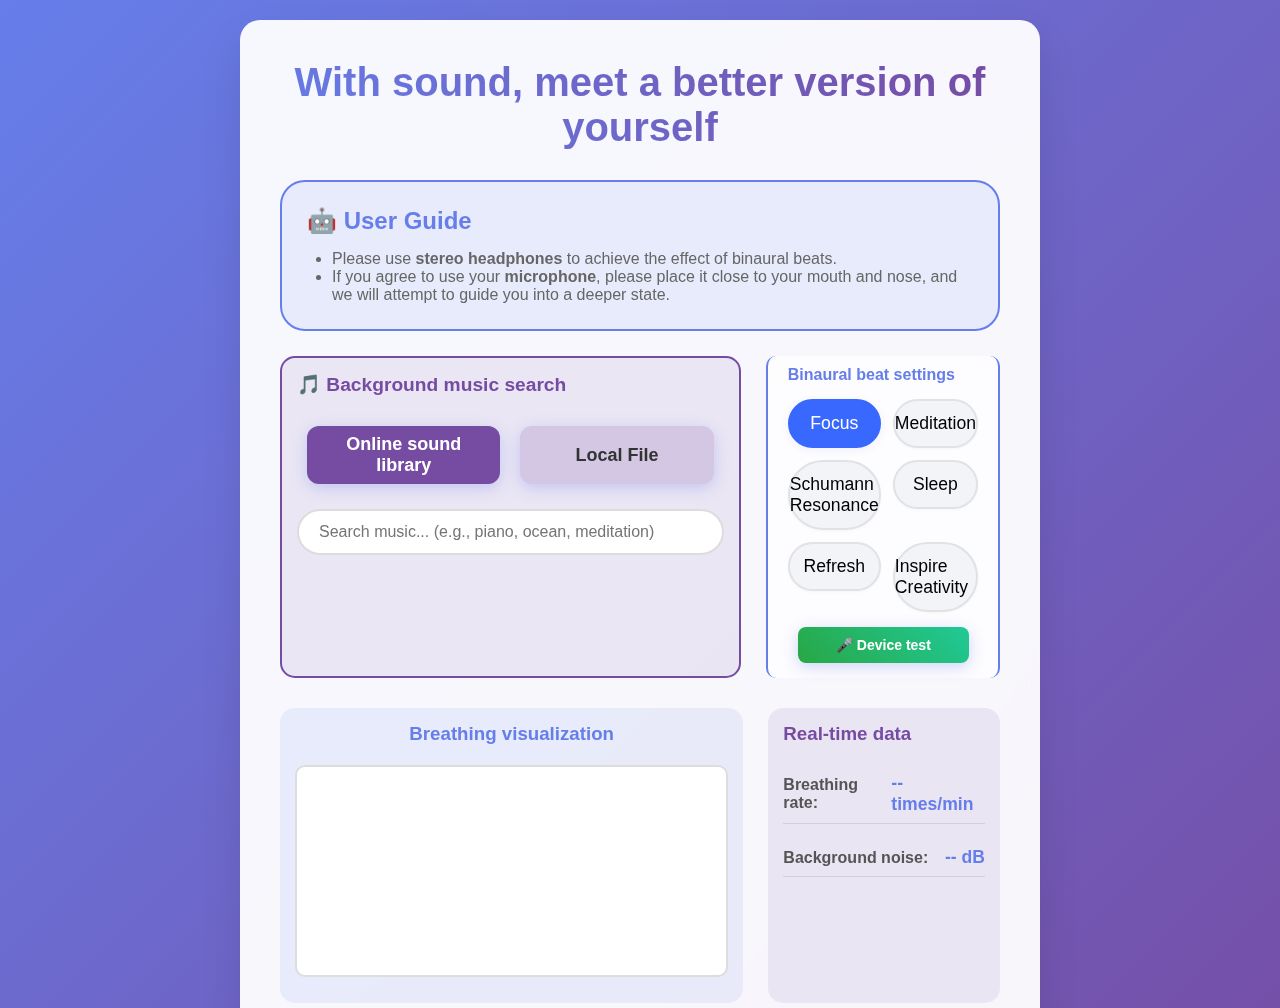 With sound, meet a better version of
yourself
🤖 User Guide
• Please use stereo headphones to achieve the effect of binaural beats.
• If you agree to use your microphone, please place it close to your mouth and nose, and
we will attempt to guide you into a deeper state.
🎵 Background music search
Online sound
library
Local File
Search music... (e.g., piano, ocean, meditation)
Binaural beat settings
Focus
Meditation
Schumann
Resonance
Sleep
Refresh
Inspire
Creativity
🎤 Device test
Breathing visualization
Real-time data
Breathing
rate:
--
times/min
Background noise:
-- dB